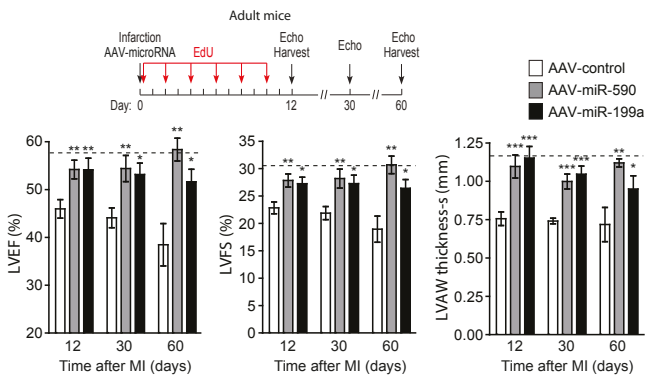 Adult mice
Infarction
AAV-microRNA
EdU
Echo
Harvest
Echo
Echo
Harvest
Day: 0 12 // 30 // 60
AAV-control
AAV-miR-590
AAV-miR-199a
LVEF (%)
60
50
40
30
20
** **
** *
** *
12 30 60
Time after MI (days)
LVFS (%)
35
30
25
20
15
10
5
0
** *
** *
** *
12 30 60
Time after MI (days)
LVAW thickness-s (mm)
1.25
1.00
0.75
0.50
0.25
0.00
*** ***
*** ***
** *
12 30 60
Time after MI (days)